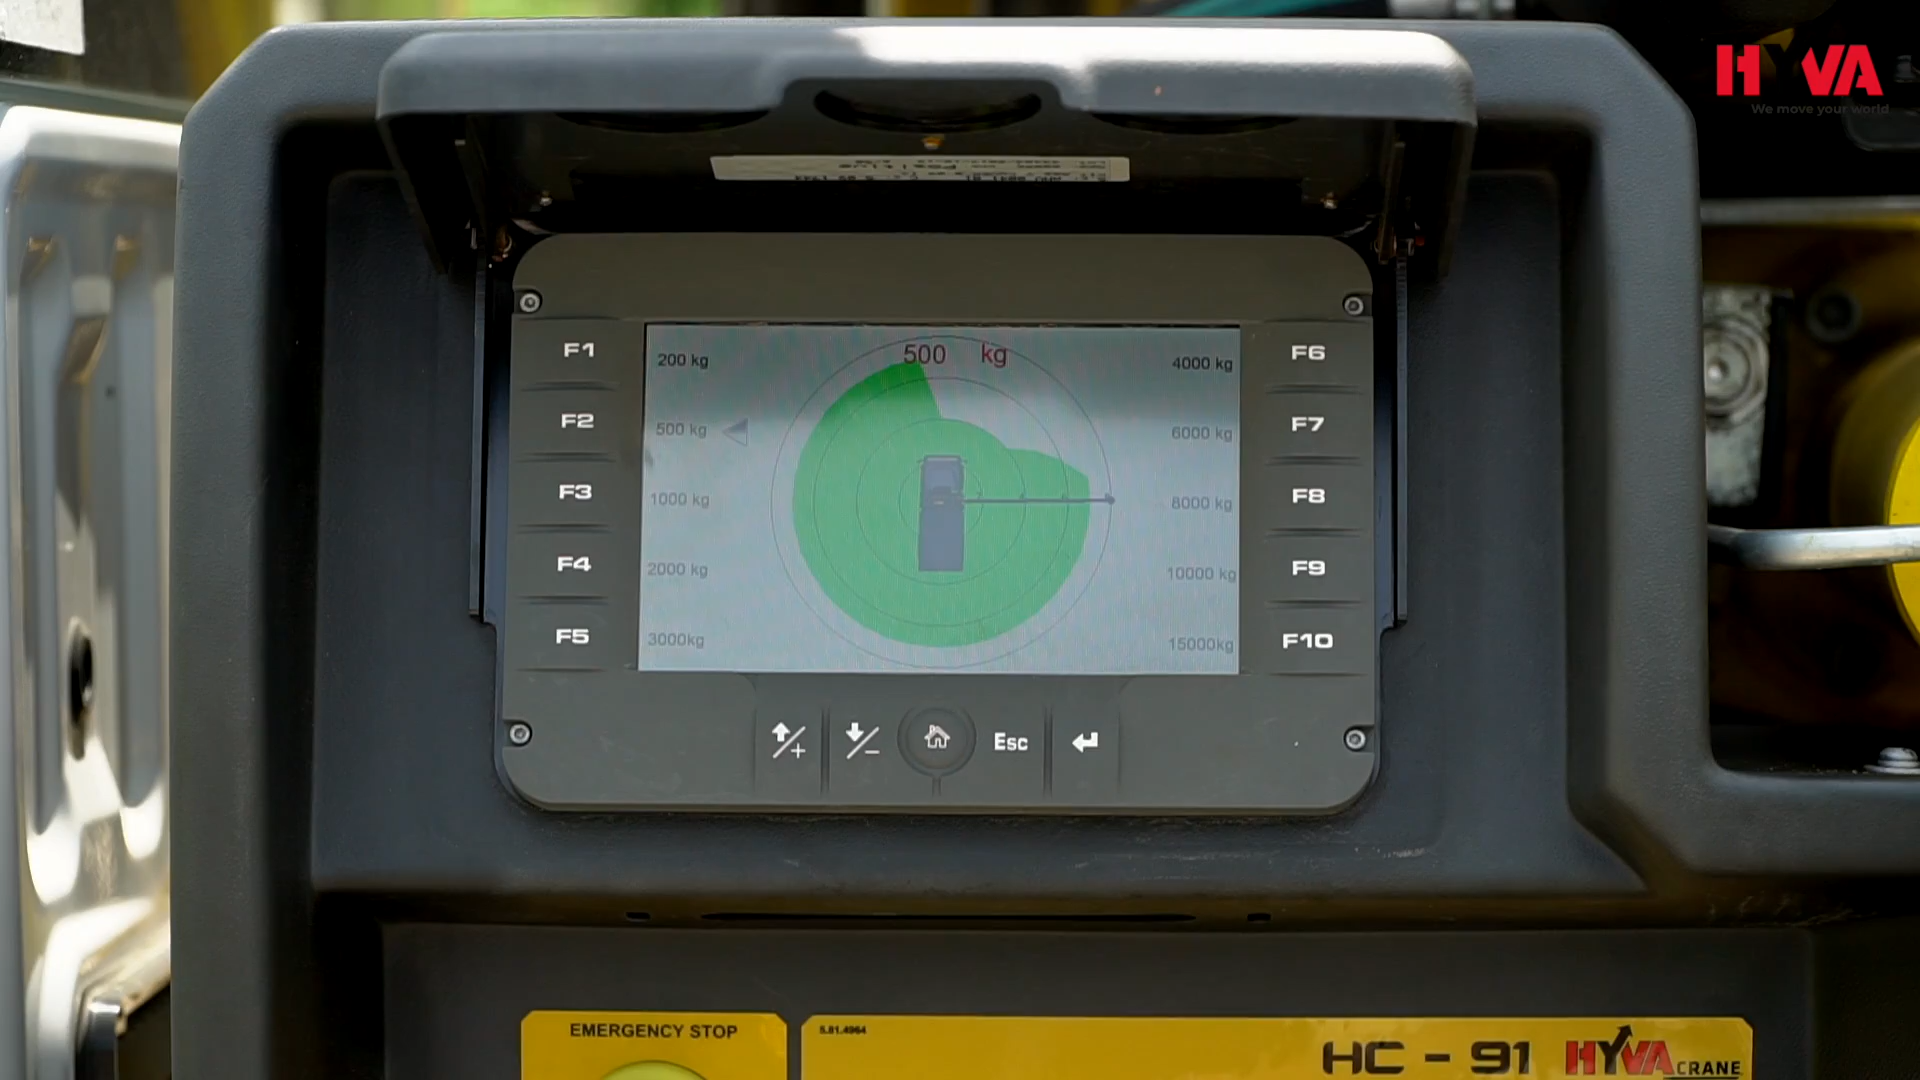 HYVA
We move your world
F1
F2
F3
F4
F5
200 kg
500 kg
1000 kg
2000 kg
3000kg
500 kg
4000 kg
6000 kg
8000 kg
10000 kg
15000kg
F6
F7
F8
F9
F10
Esc
EMERGENCY STOP
5.81.4964
HC - 91 HYVA CRANE